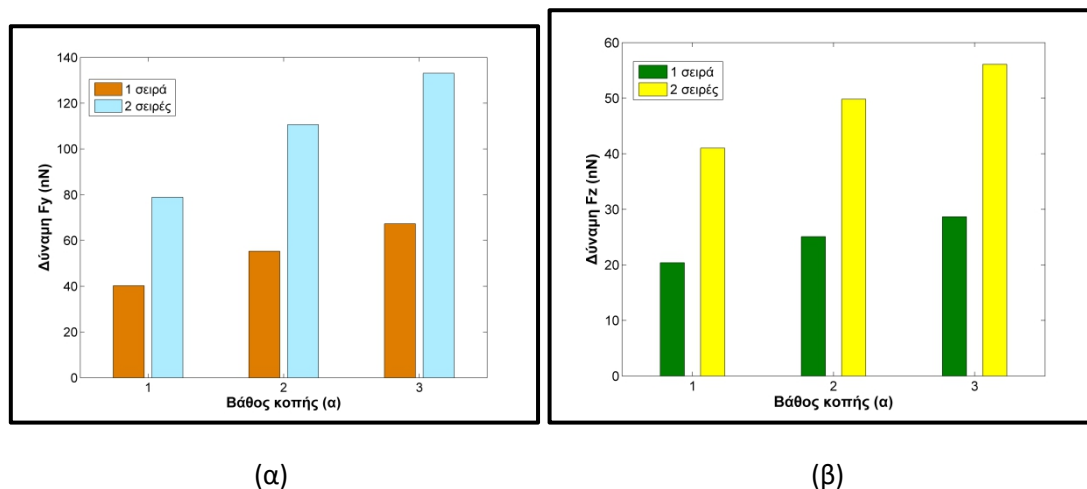 140
120
100
80
60
40
20
0
1 σειρά
2 σειρές
Δύναμη Fy (nN)
1 2 3
Βάθος κοπής (α)
(α)
60
50
40
30
20
10
0
1 σειρά
2 σειρές
Δύναμη Fz (nN)
1 2 3
Βάθος κοπής (α)
(β)